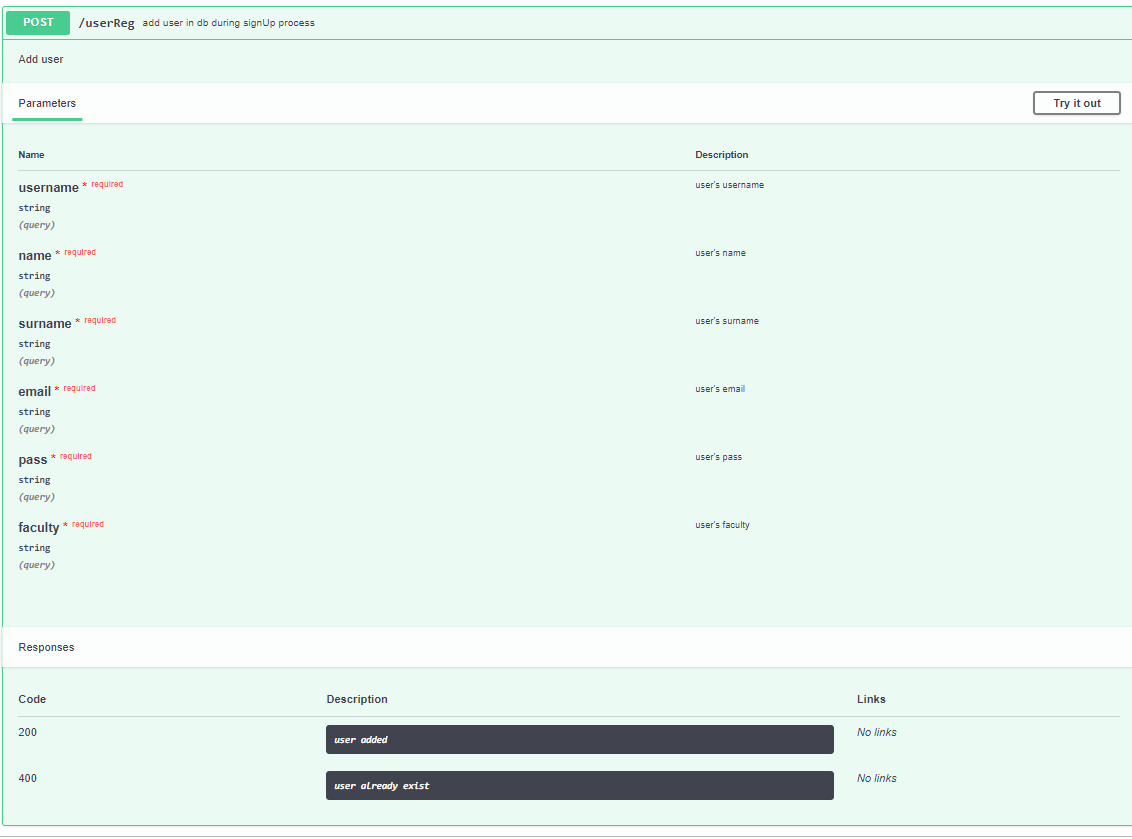 POST /userReg add user in db during signUp process
Add user
Parameters Try it out
Name Description
username * required user's username
string
(query)
name * required user's name
string
(query)
surname * required user's surname
string
(query)
email * required user's email
string
(query)
pass * required user's pass
string
(query)
faculty * required user's faculty
string
(query)
Responses
Code Description Links
200 user added No links
400 user already exist No links